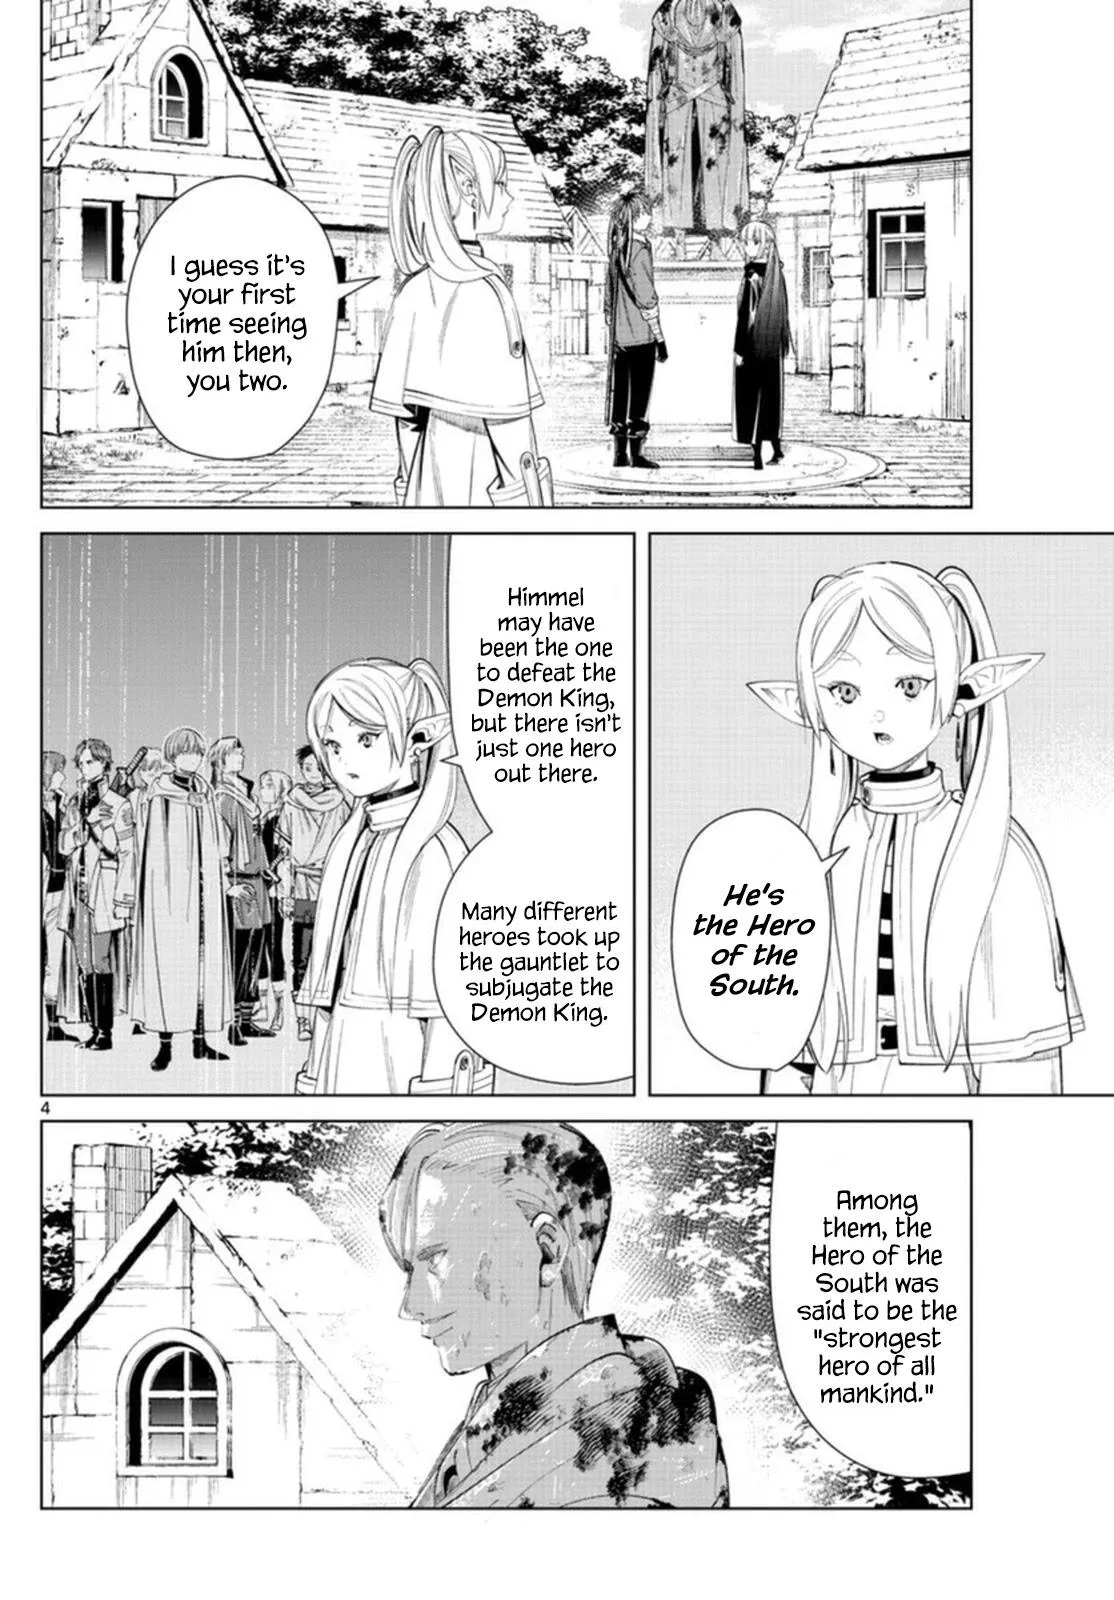 I guess it's
your first
time seeing
him then,
you two.
He's
the Hero
of the
South.
Himmel
may have
been the one
to defeat the
Demon King,
but there isn't
just one hero
out there.
Many different
heroes took up
the gauntlet to
subjugate the
Demon King.
4
Among
them, the
Hero of the
South was
said to be the
"strongest
hero of all
mankind."